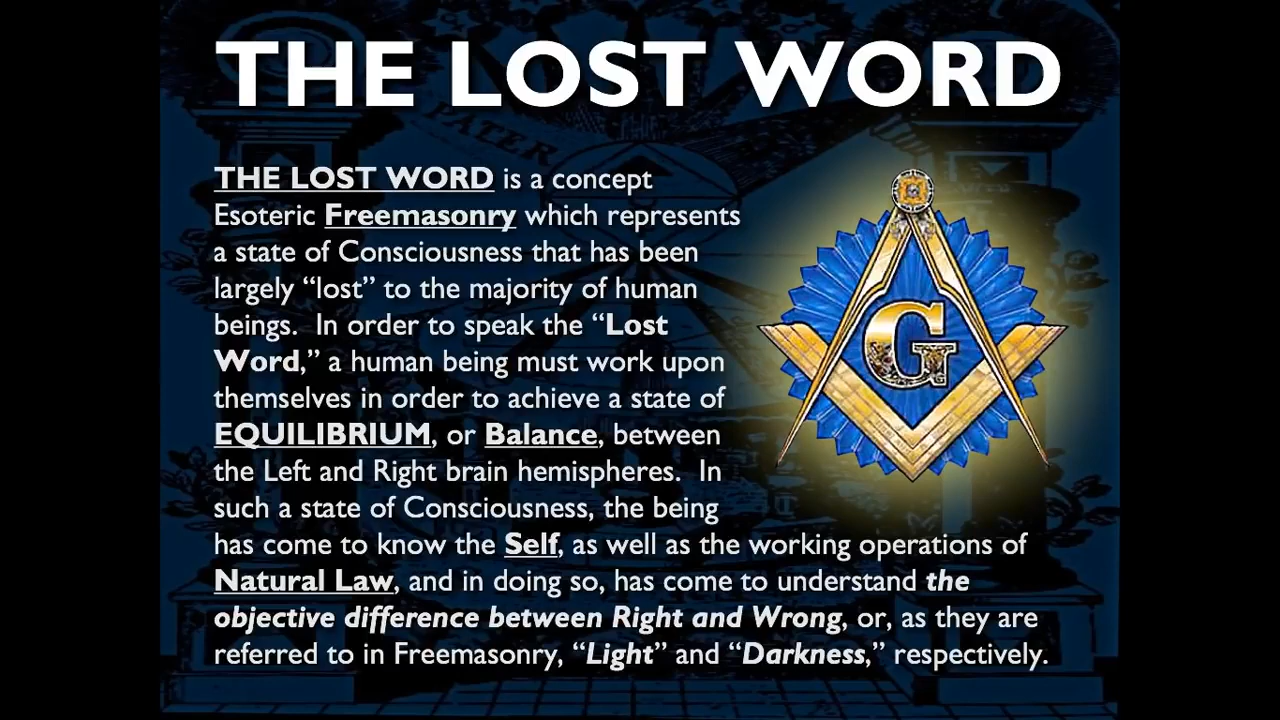 THE LOST WORD
PATER
THE LOST WORD is a concept
Esoteric Freemasonry which represents
a state of Consciousness that has been
largely “lost” to the majority of human
beings.  In order to speak the “Lost
Word,” a human being must work upon
themselves in order to achieve a state of
EQUILIBRIUM, or Balance, between
the Left and Right brain hemispheres.  In
such a state of Consciousness, the being
has come to know the Self, as well as the working operations of
Natural Law, and in doing so, has come to understand the
objective difference between Right and Wrong, or, as they are
referred to in Freemasonry, “Light” and “Darkness,” respectively.
G